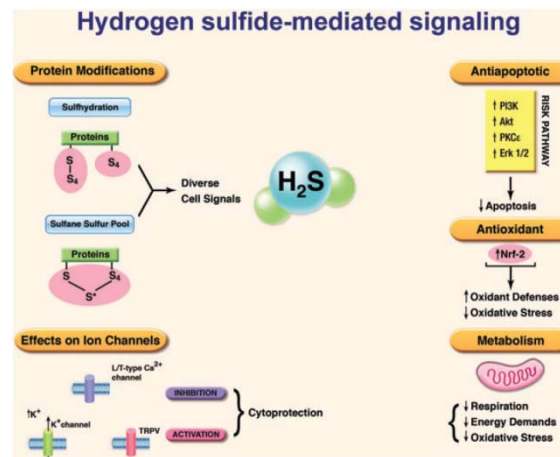 Hydrogen sulfide-mediated signaling
Protein Modifications
Sulfhydration
Proteins
S
S
S₄
S₄
Diverse
Cell Signals
Sulfane Sulfur Pool
Proteins
S
S₄
S*
H₂S
Antiapoptotic
↑ PI3K
↑ Akt
↑ PKCε
↑ Erk 1/2
RISK PATHWAY
↓Apoptosis
Antioxidant
↑Nrf-2
↑Oxidant Defenses
↓Oxidative Stress
Effects on Ion Channels
L/T-type Ca²⁺
channel
INHIBITION
↑K⁺
K⁺channel
TRPV
ACTIVATION
Cytoprotection
Metabolism
↓Respiration
↓Energy Demands
↓Oxidative Stress